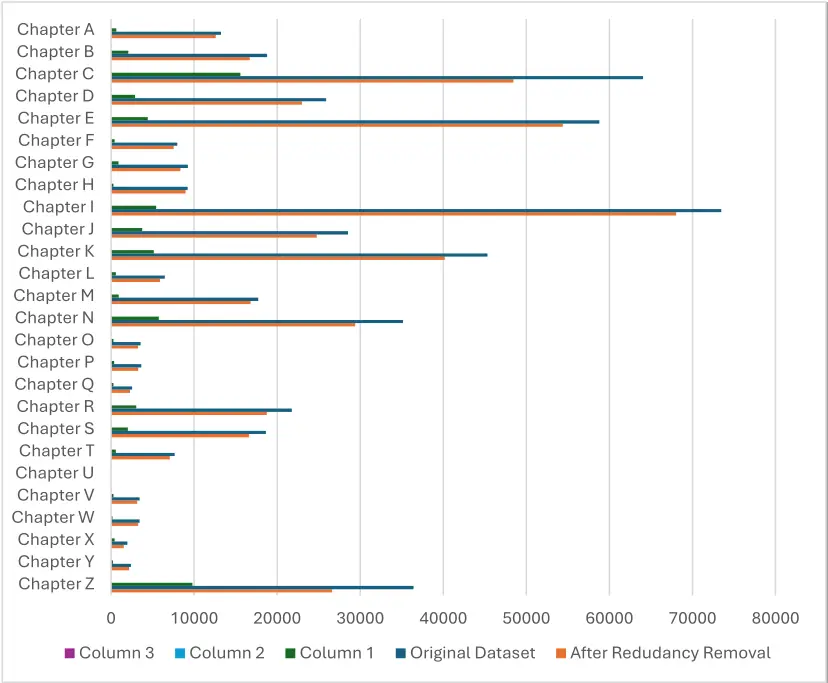 Chapter A
Chapter B
Chapter C
Chapter D
Chapter E
Chapter F
Chapter G
Chapter H
Chapter I
Chapter J
Chapter K
Chapter L
Chapter M
Chapter N
Chapter O
Chapter P
Chapter Q
Chapter R
Chapter S
Chapter T
Chapter U
Chapter V
Chapter W
Chapter X
Chapter Y
Chapter Z
0 10000 20000 30000 40000 50000 60000 70000 80000
Column 3 Column 2 Column 1 Original Dataset After Redudancy Removal